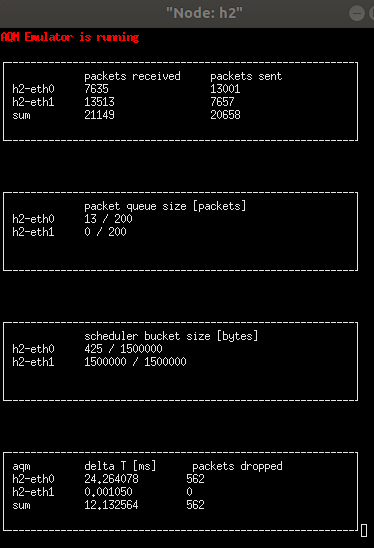 "Node: h2"
AQM Emulator is running
packets received packets sent
h2-eth0 7635 13001
h2-eth1 13513 7657
sum 21149 20658
packet queue size [packets]
h2-eth0 13 / 200
h2-eth1 0 / 200
scheduler bucket size [bytes]
h2-eth0 425 / 1500000
h2-eth1 1500000 / 1500000
aqm delta T [ms] packets dropped
h2-eth0 24.264078 562
h2-eth1 0.001050 0
sum 12.132564 562